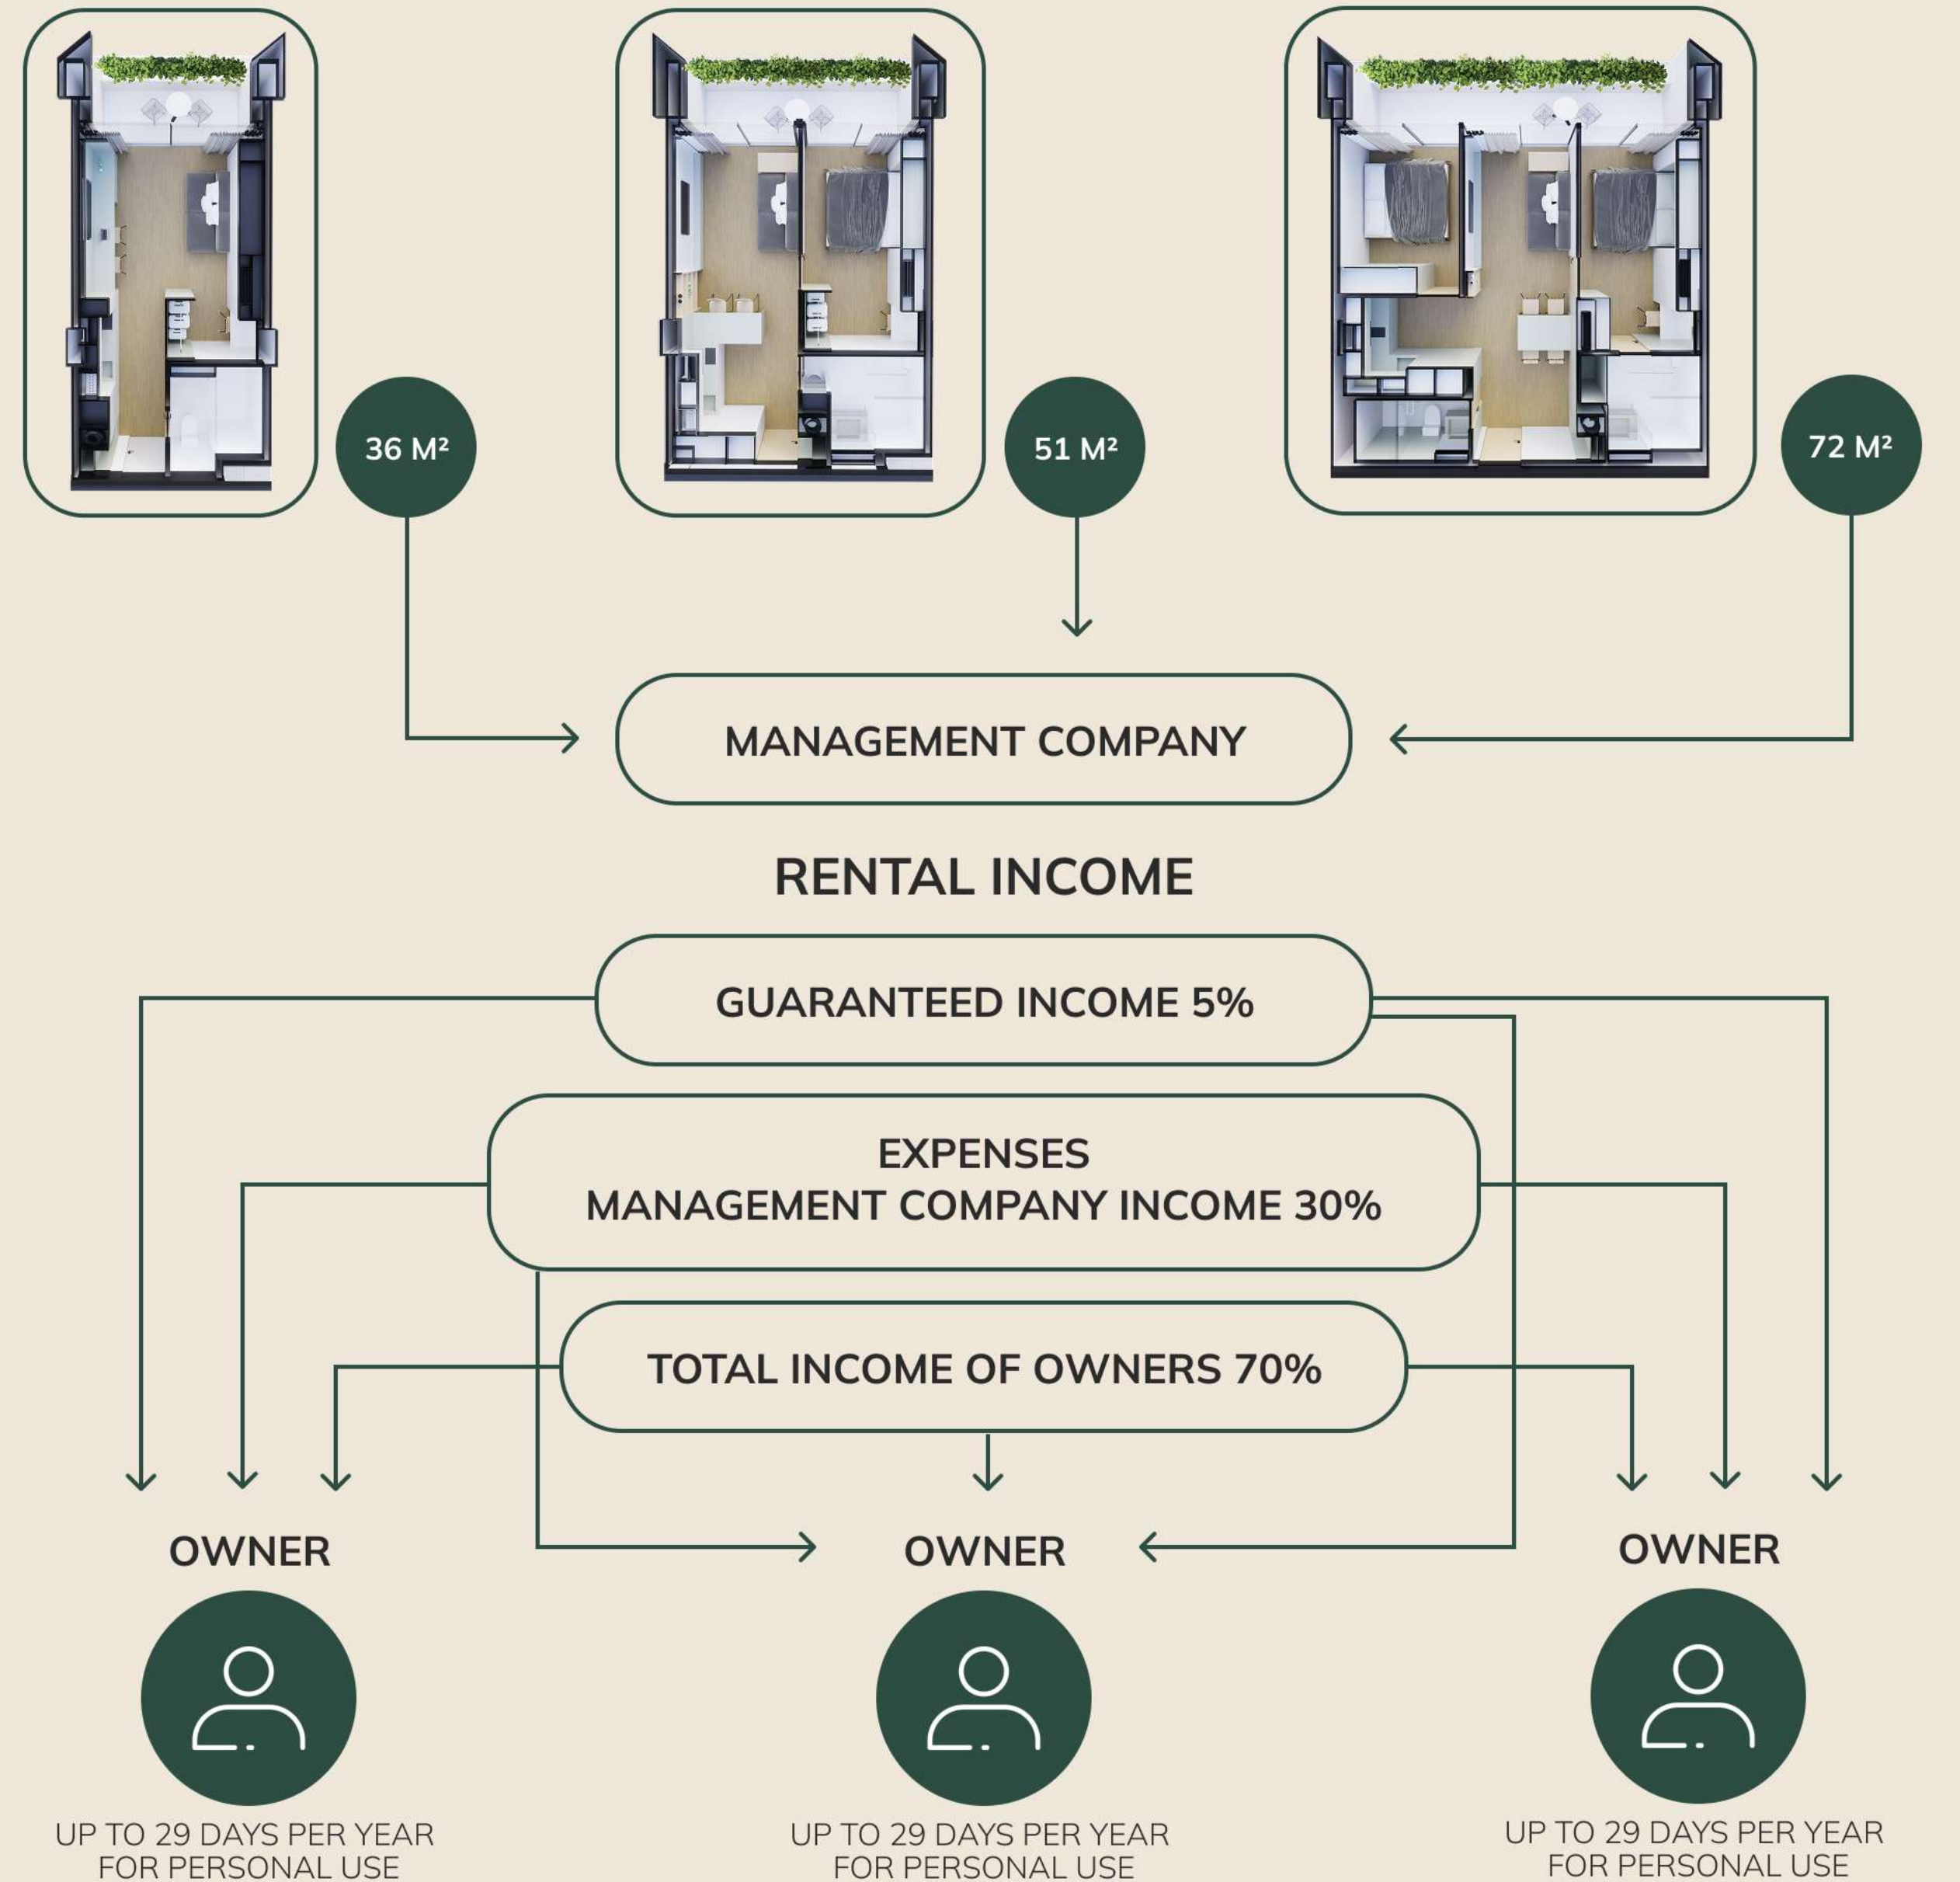 36 M²
51 M²
72 M²
MANAGEMENT COMPANY
RENTAL INCOME
GUARANTEED INCOME 5%
EXPENSES
MANAGEMENT COMPANY INCOME 30%
TOTAL INCOME OF OWNERS 70%
OWNER
OWNER
OWNER
UP TO 29 DAYS PER YEAR
FOR PERSONAL USE
UP TO 29 DAYS PER YEAR
FOR PERSONAL USE
UP TO 29 DAYS PER YEAR
FOR PERSONAL USE